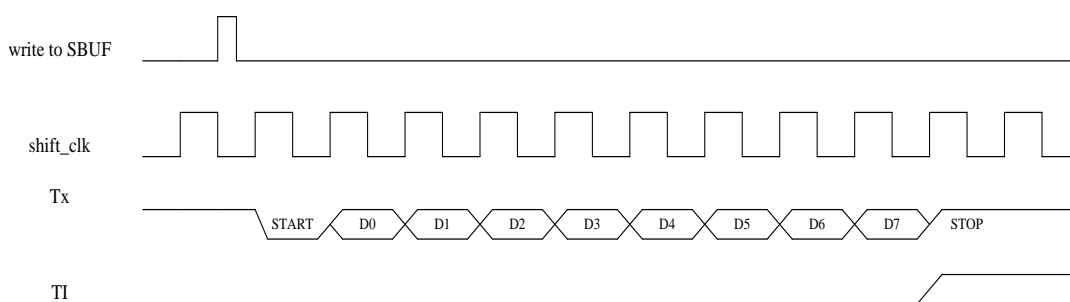 write to SBUF
shift_clk
Tx
START D0 D1 D2 D3 D4 D5 D6 D7 STOP
TI